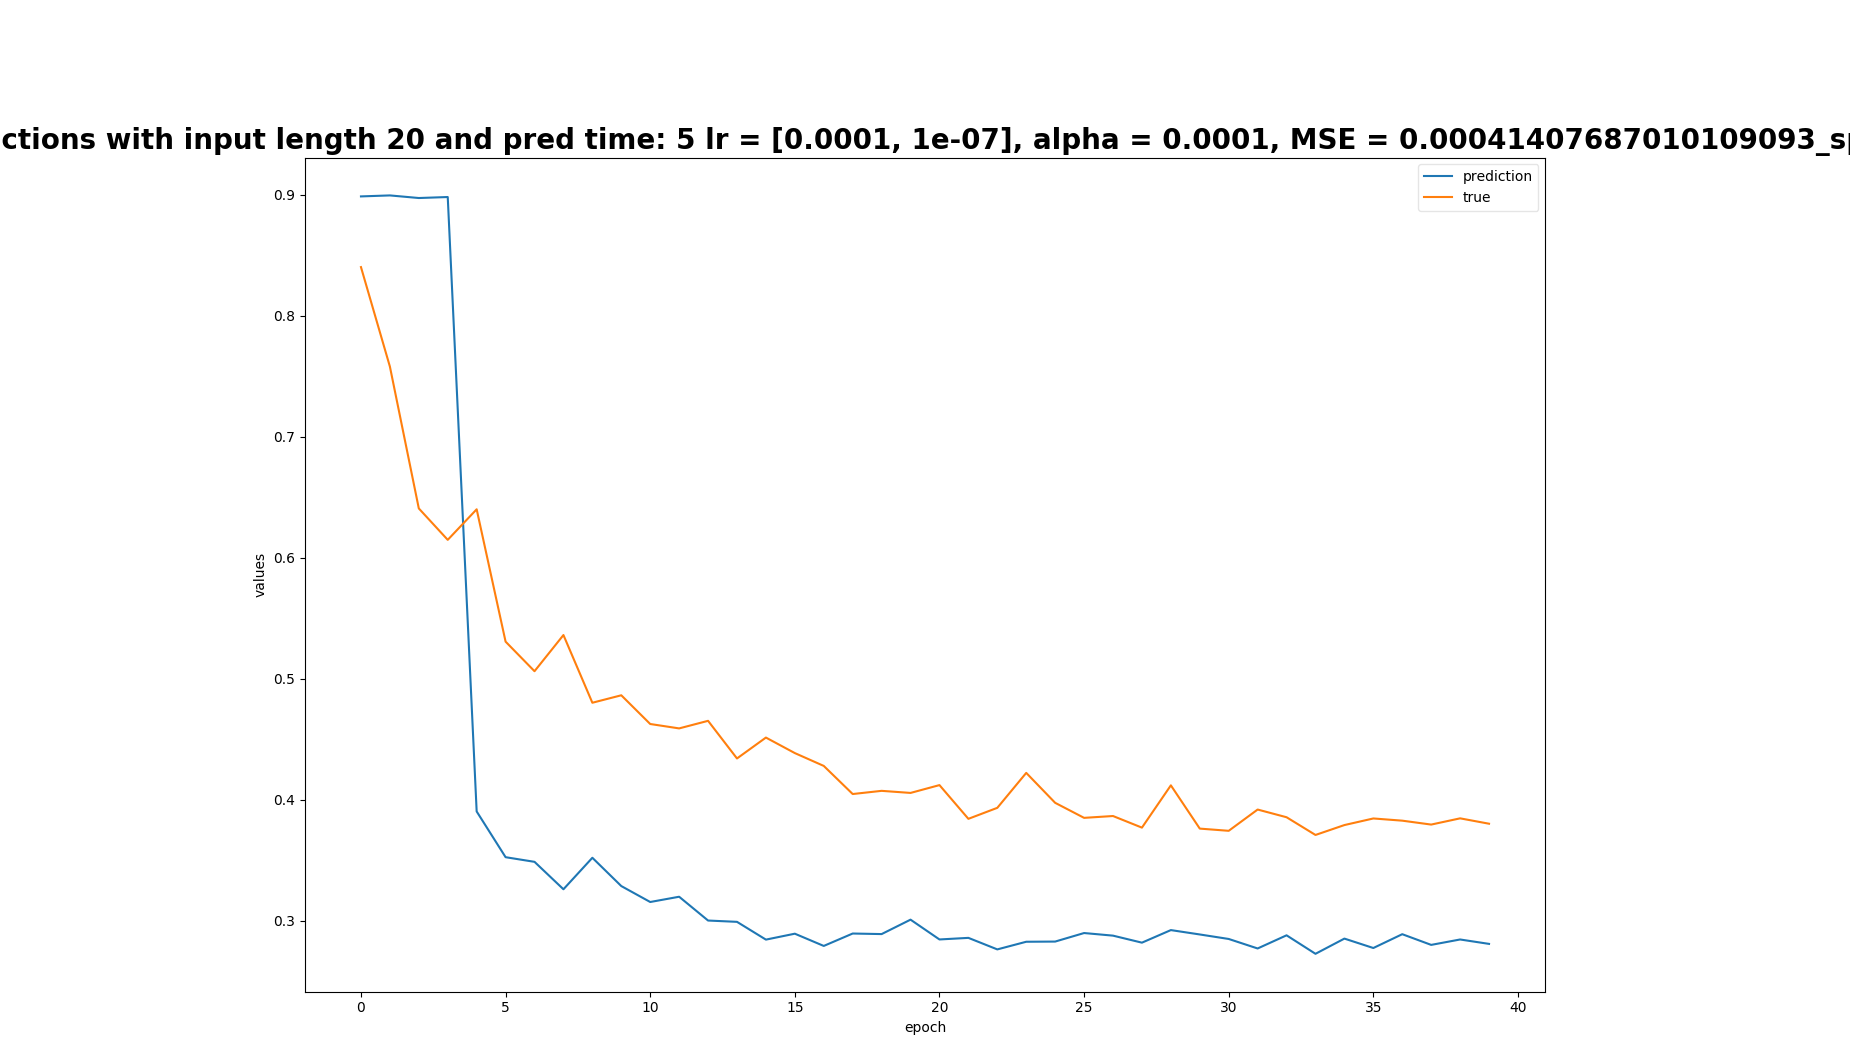 ctions with input length 20 and pred time: 5 lr = [0.0001, 1e-07], alpha = 0.0001, MSE = 0.00041407687010109093_sp
prediction
true
0.9
0.8
0.7
0.6
0.5
0.4
0.3
values
0 5 10 15 20 25 30 35 40
epoch